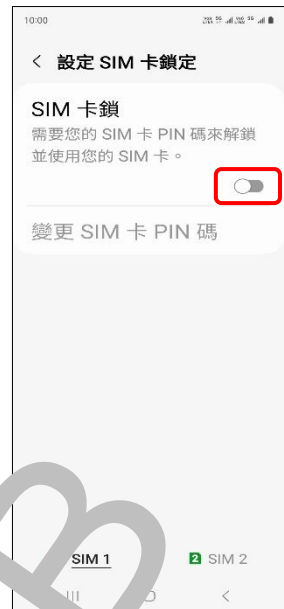 10:00
設定 SIM 卡鎖定
SIM 卡鎖
需要您的 SIM 卡 PIN 碼來解鎖
並使用您的 SIM 卡。
變更 SIM 卡 PIN 碼
SIM 1
2 SIM 2